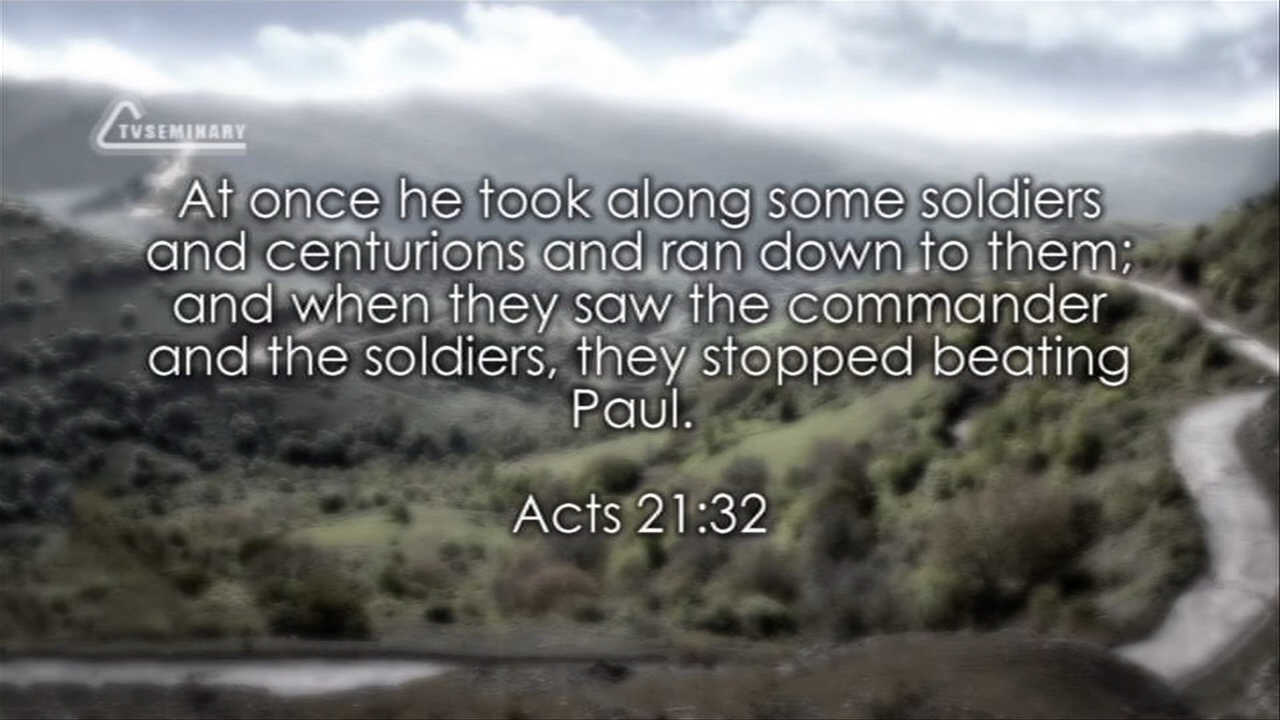 TVSEMINARY
At once he took along some soldiers
and centurions and ran down to them;
and when they saw the commander
and the soldiers, they stopped beating
Paul.
Acts 21:32